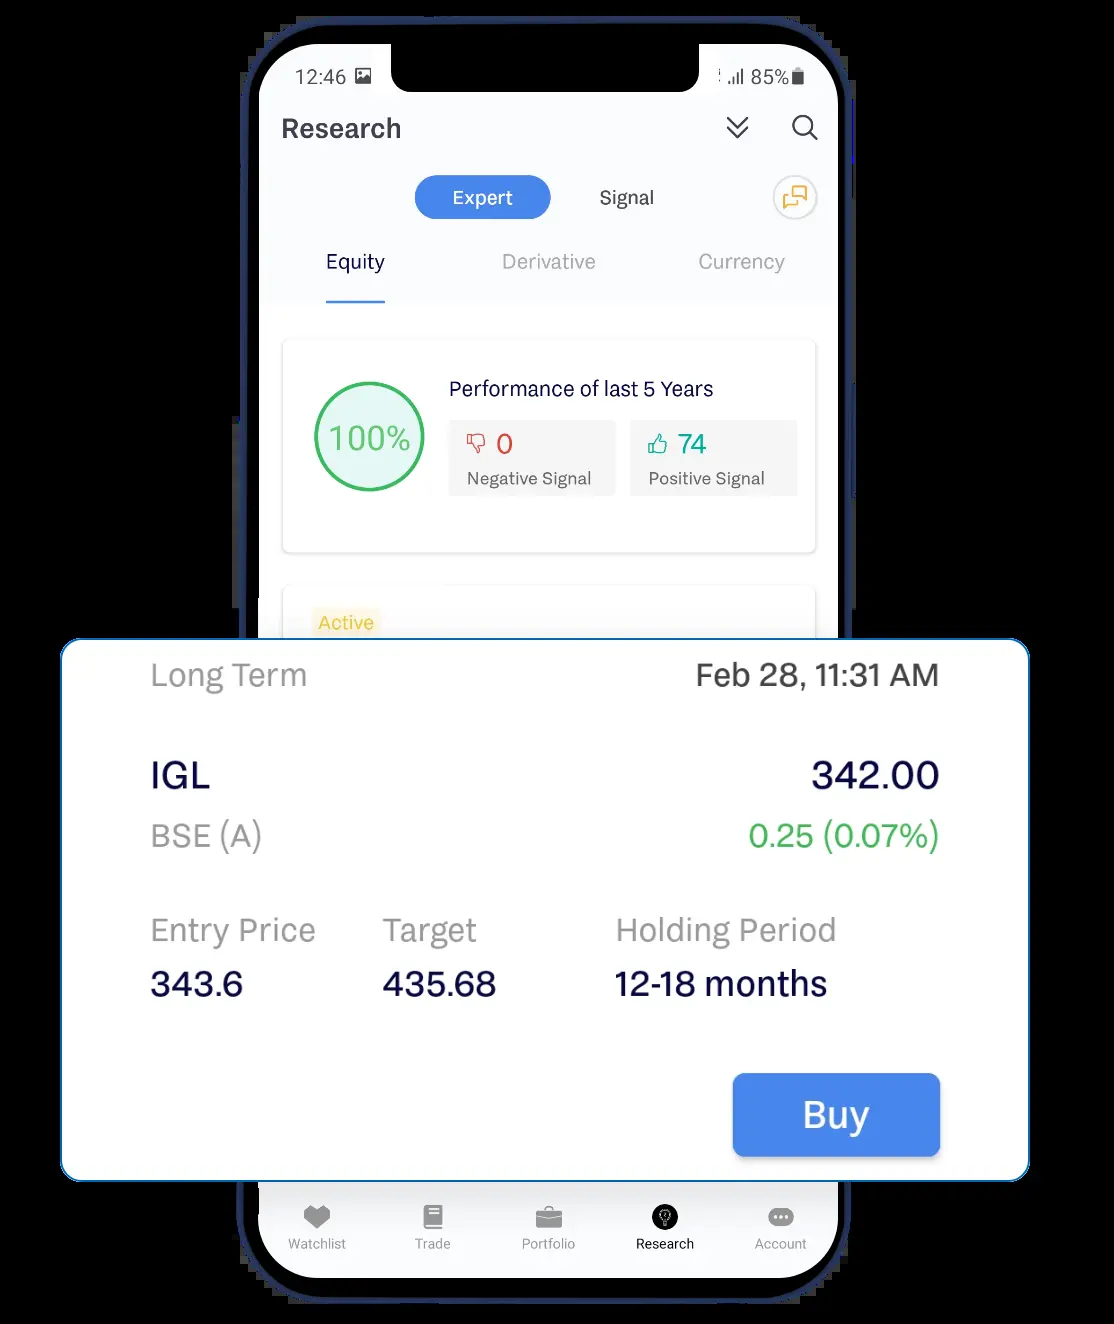 12:46 85%
Research
Expert Signal
Equity Derivative Currency
100%
Performance of last 5 Years
0 74
Negative Signal Positive Signal
Active
Long Term Feb 28, 11:31 AM
IGL 342.00
BSE (A) 0.25 (0.07%)
Entry Price Target Holding Period
343.6 435.68 12-18 months
Buy
Watchlist Trade Portfolio Research Account